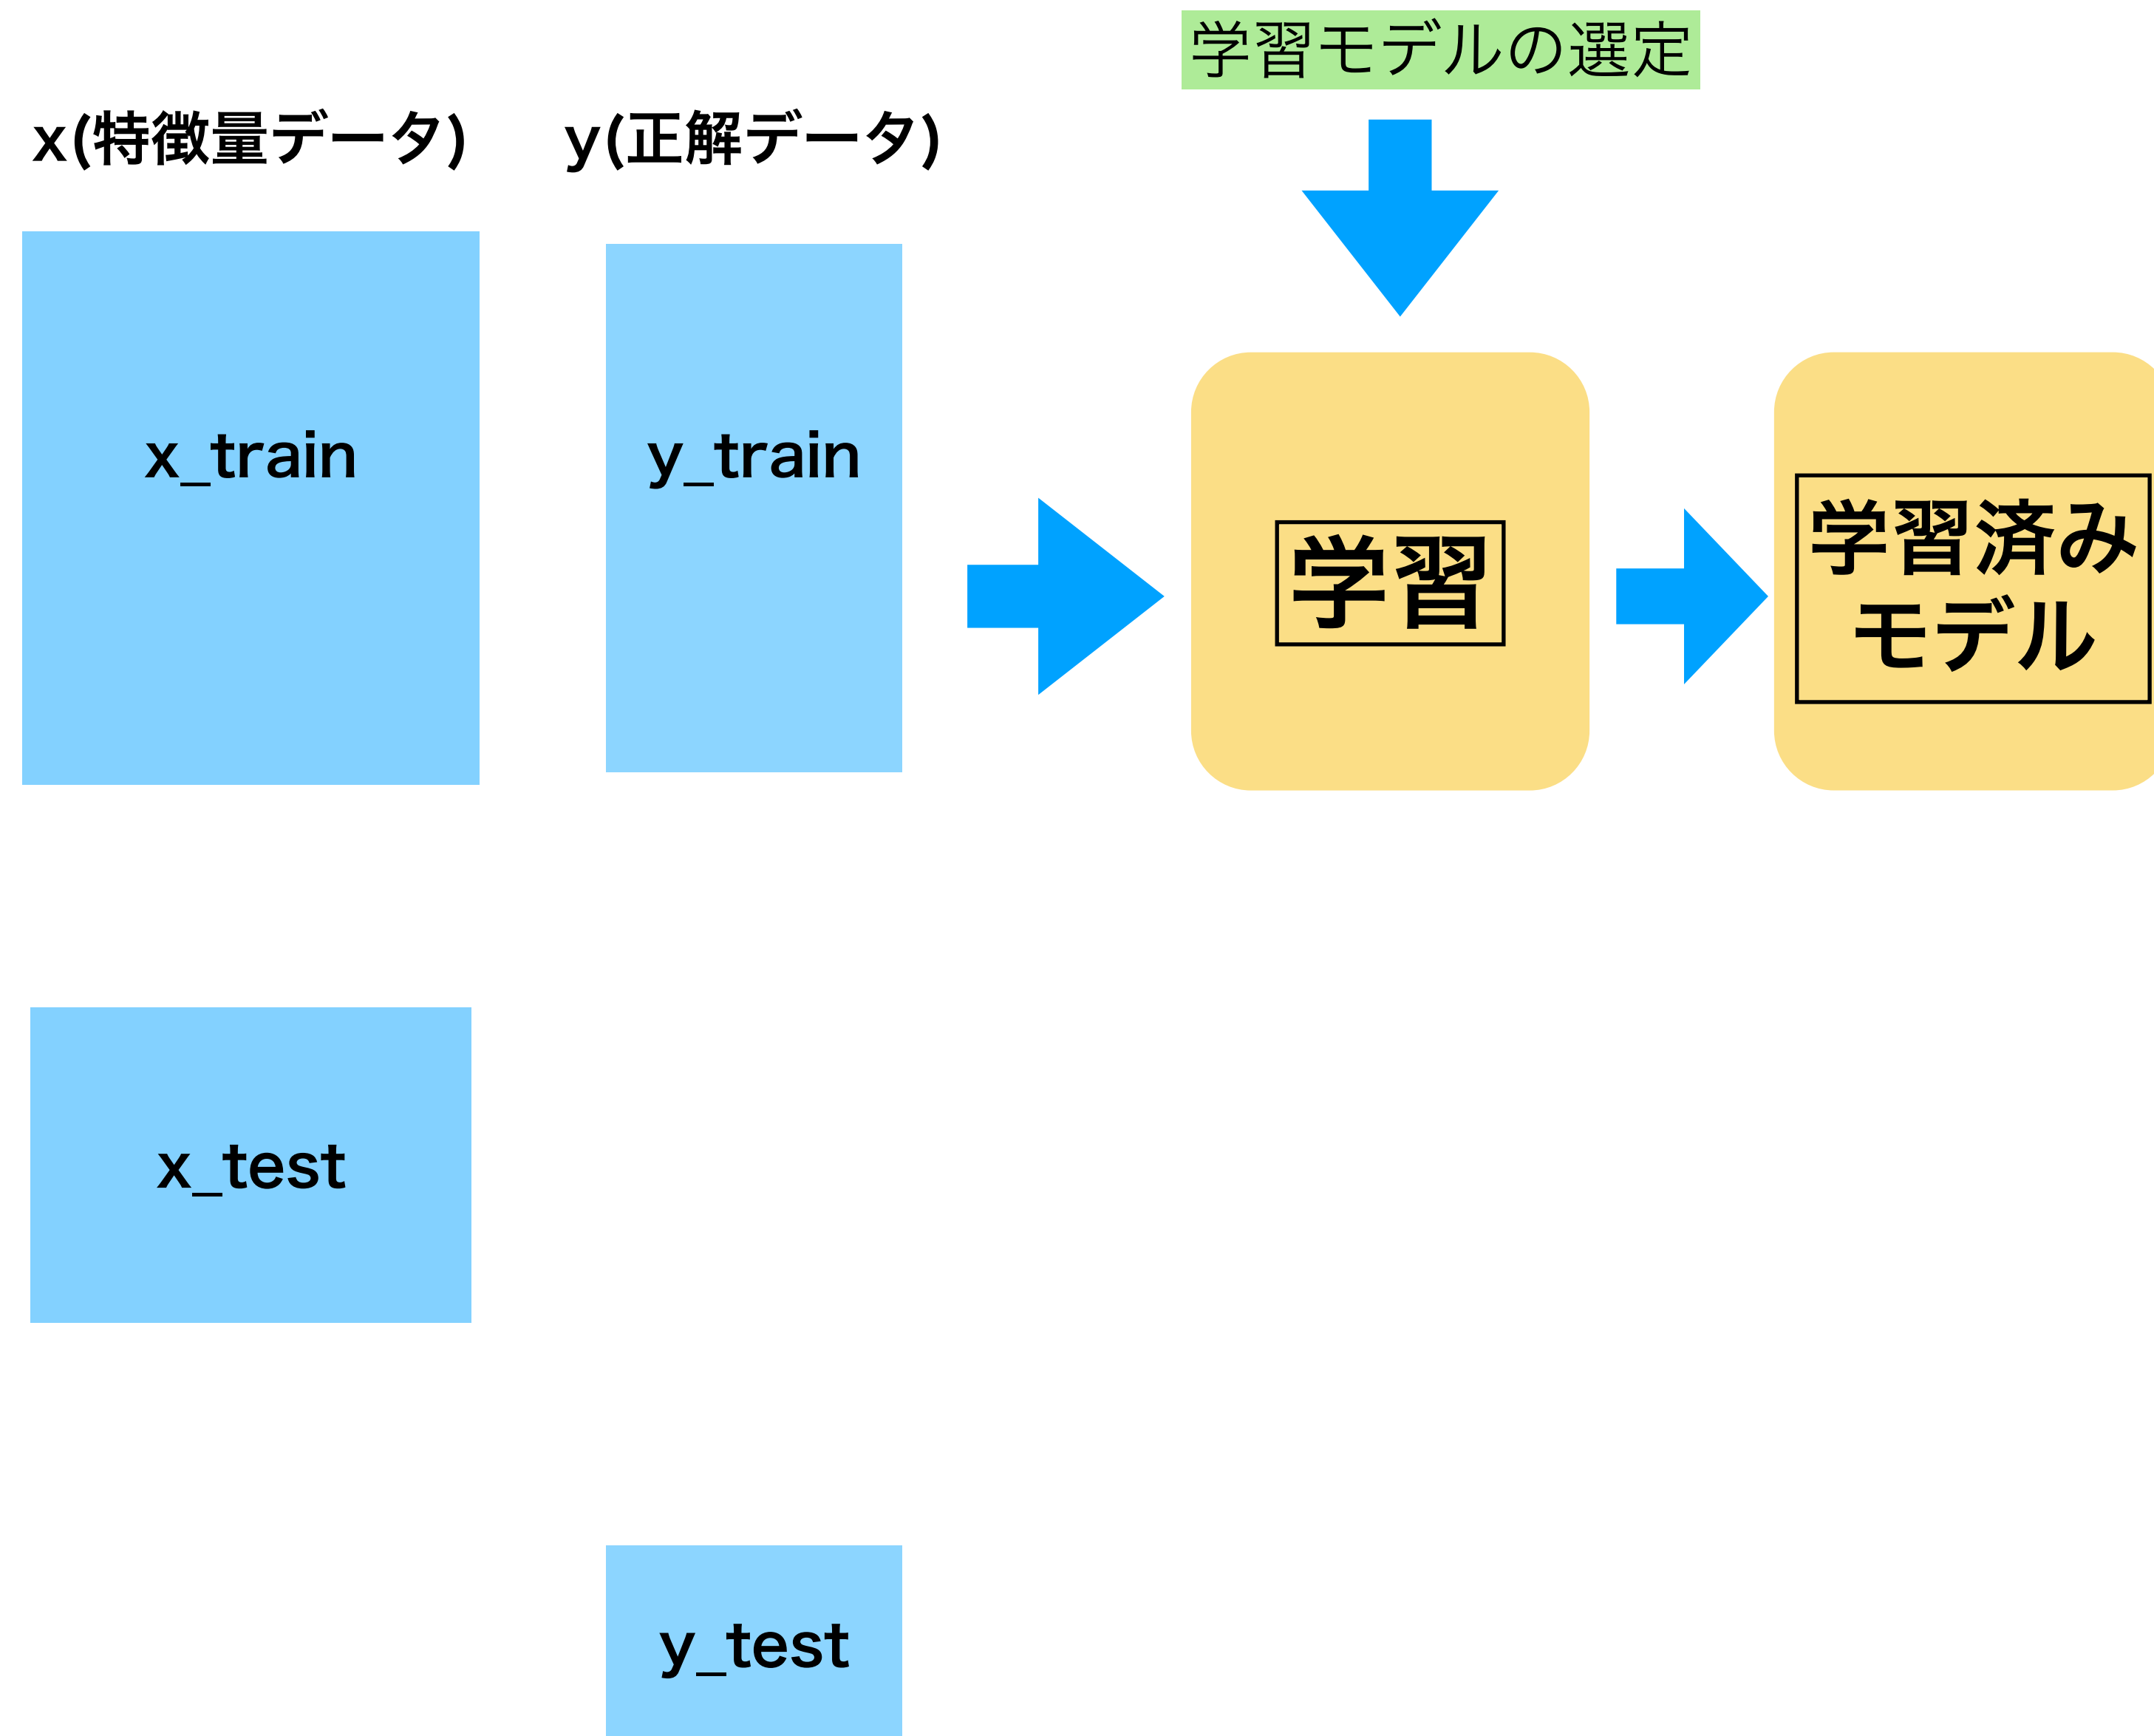 学習モデルの選定
x(特徴量データ)
y(正解データ)
x_train
y_train
学習
学習済み
モデル
x_test
y_test